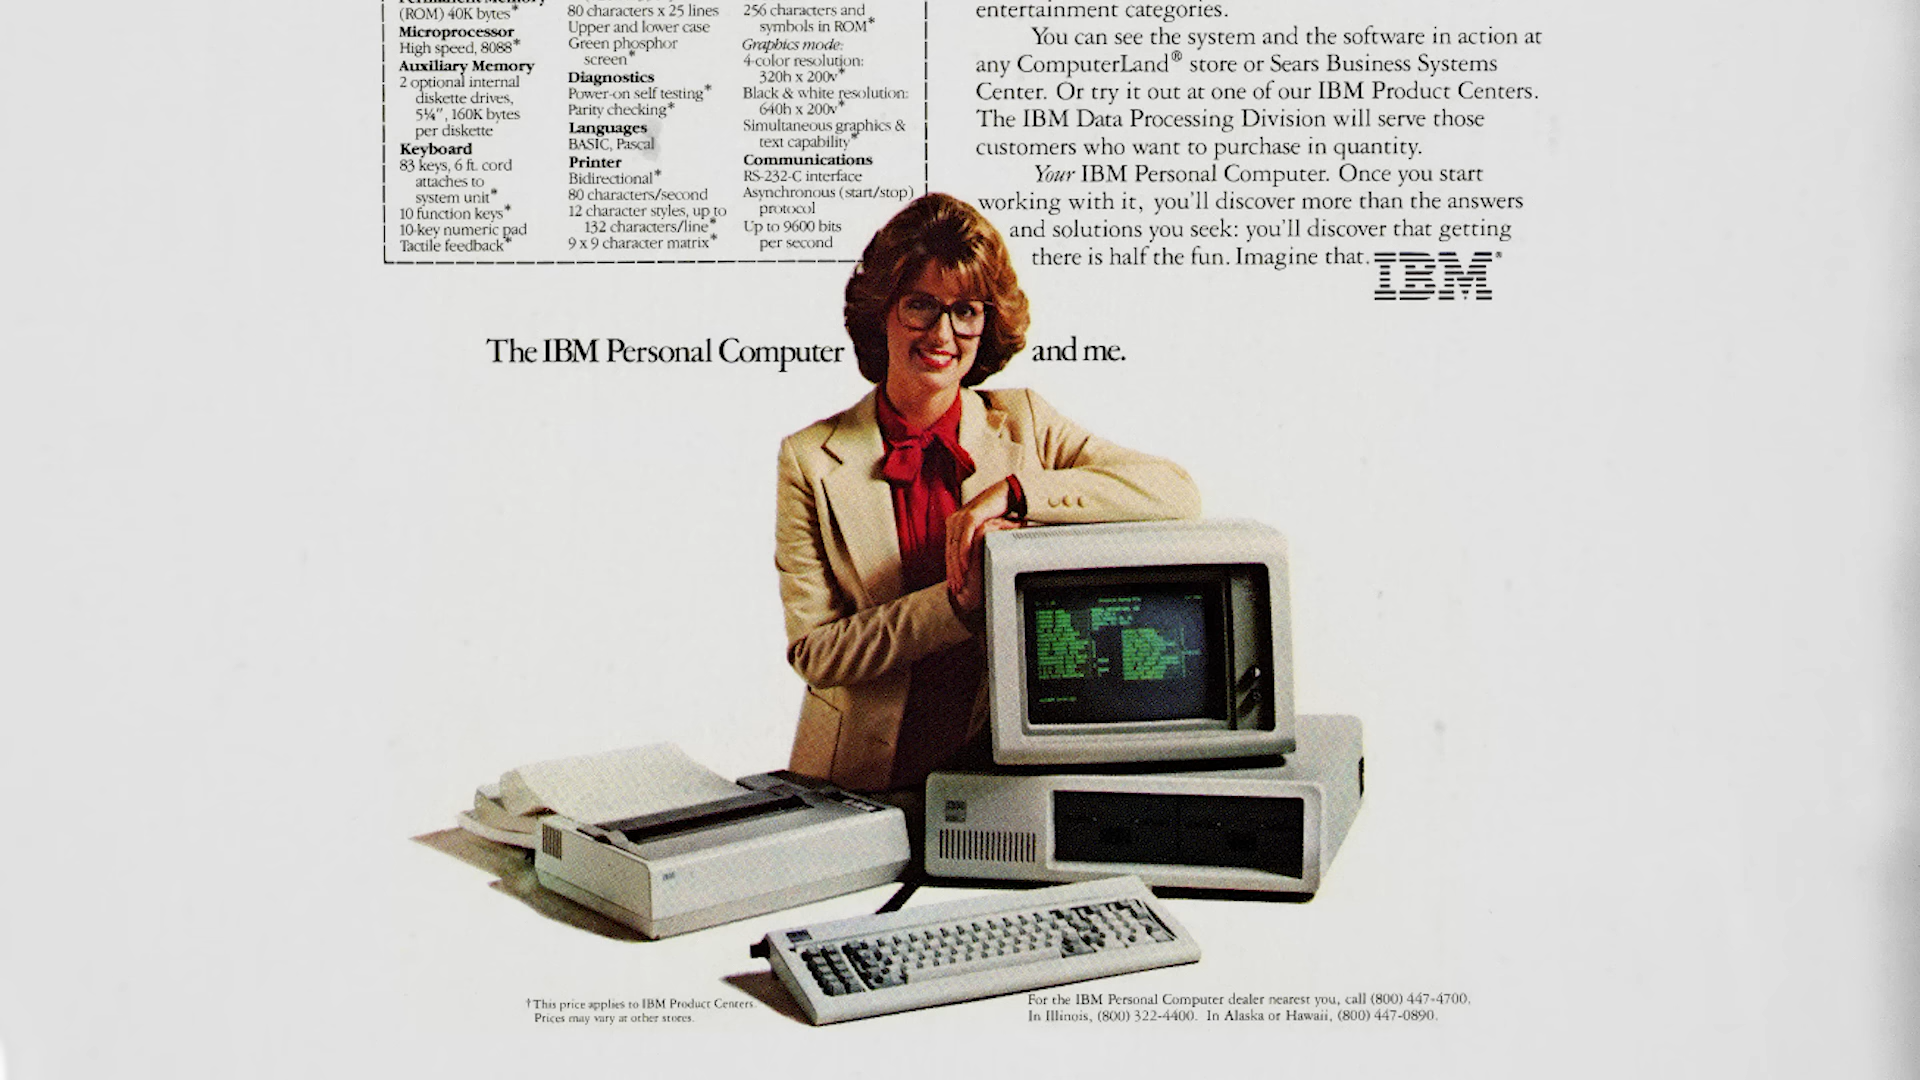 Permanent Memory
(ROM) 40K bytes*
Microprocessor
High speed, 8088*
Auxiliary Memory
2 optional internal
diskette drives,
5¼", 160K bytes
per diskette
Keyboard
83 keys, 6 ft. cord
attaches to
system unit*
10 function keys*
10-key numeric pad
Tactile feedback*
80 characters x 25 lines
Upper and lower case
Green phosphor
screen*
Diagnostics
Power-on self testing*
Parity checking*
Languages
BASIC, Pascal
Printer
Bidirectional*
80 characters/second
12 character styles, up to
132 characters/line*
9 x 9 character matrix*
256 characters and
symbols in ROM*
Graphics mode:
4-color resolution:
320h x 200v*
Black & white resolution:
640h x 200v*
Simultaneous graphics &
text capability*
Communications
RS-232-C interface
Asynchronous (start/stop)
protocol
Up to 9600 bits
per second
entertainment categories.
You can see the system and the software in action at
any ComputerLand® store or Sears Business Systems
Center. Or try it out at one of our IBM Product Centers.
The IBM Data Processing Division will serve those
customers who want to purchase in quantity.
Your IBM Personal Computer. Once you start
working with it, you'll discover more than the answers
and solutions you seek: you'll discover that getting
there is half the fun. Imagine that.
IBM®
The IBM Personal Computer and me.
†This price applies to IBM Product Centers.
Prices may vary at other stores.
For the IBM Personal Computer dealer nearest you, call (800) 447-4700.
In Illinois, (800) 322-4400. In Alaska or Hawaii, (800) 447-0890.